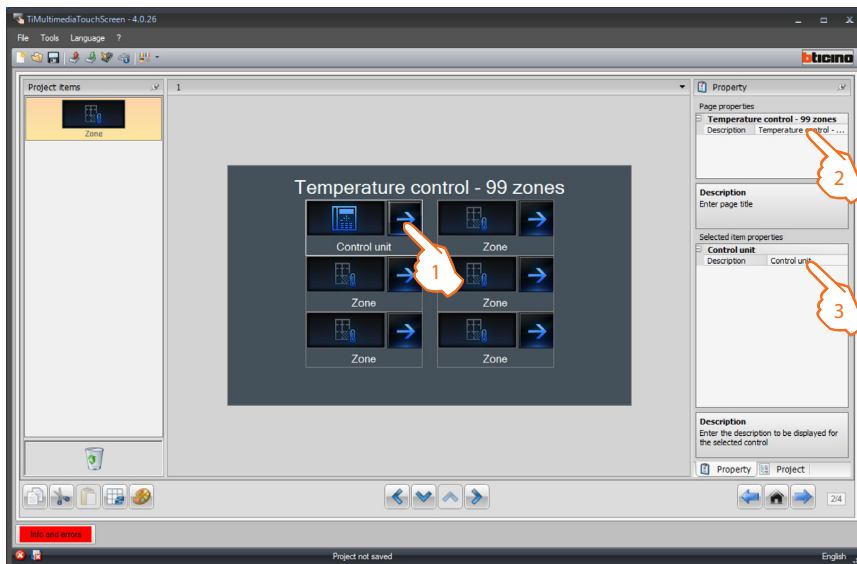 TiMultimediaTouchScreen - 4.0.26
File Tools Language ?
bticino
Project items
1
Property
Zone
Page properties
Temperature control - 99 zones
Description Temperature control - ...
Description
Enter page title
2
Temperature control - 99 zones
Control unit
Zone
Zone
Zone
Zone
Zone
1
Selected item properties
Control unit
Description Control unit
3
Description
Enter the description to be displayed for
the selected control
Property Project
2/4
Info and errors
Project not saved
English